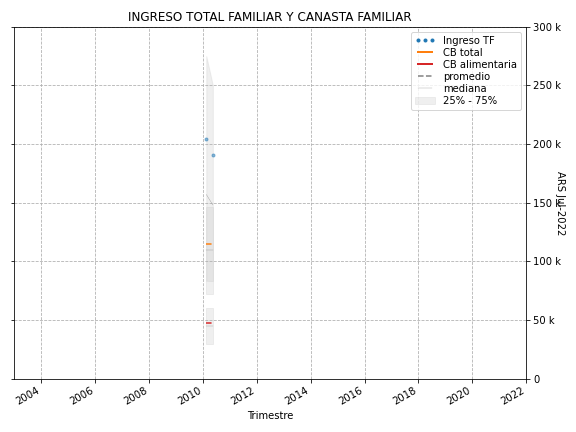 INGRESO TOTAL FAMILIAR Y CANASTA FAMILIAR
Ingreso TF
CB total
CB alimentaria
promedio
mediana
25% - 75%
300 k
250 k
200 k
150 k
100 k
50 k
0
ARS Jul-2022
2004
2006
2008
2010
2012
2014
2016
2018
2020
2022
Trimestre